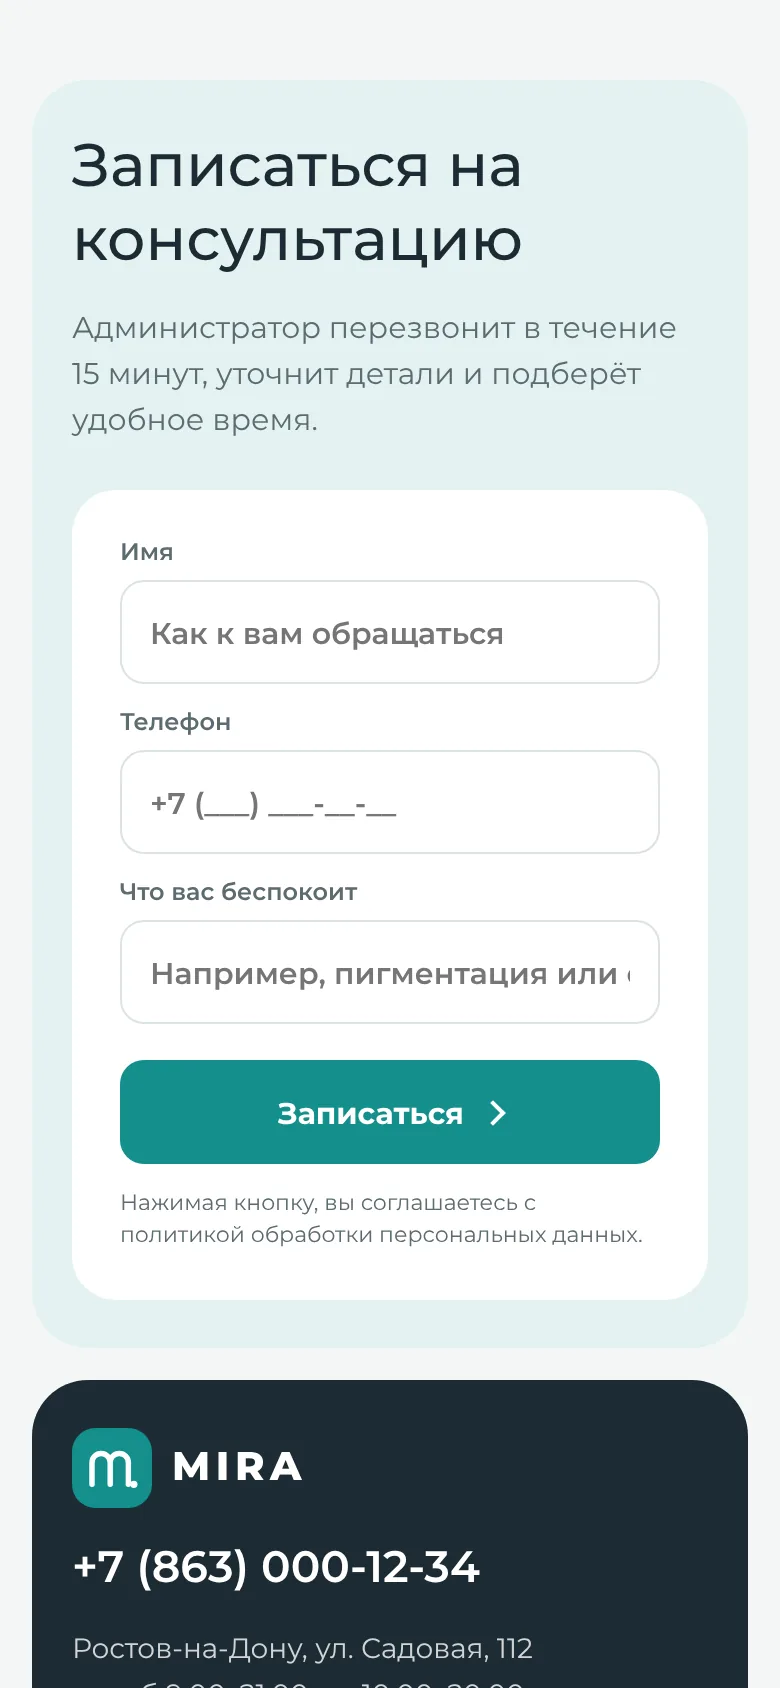 Записаться на
консультацию
Администратор перезвонит в течение
15 минут, уточнит детали и подберёт
удобное время.
Имя
Как к вам обращаться
Телефон
+7 (___) ___-__-__
Что вас беспокоит
Например, пигментация или
Записаться
Нажимая кнопку, вы соглашаетесь с
политикой обработки персональных данных.
m.
MIRA
+7 (863) 000-12-34
Ростов-на-Дону, ул. Садовая, 112